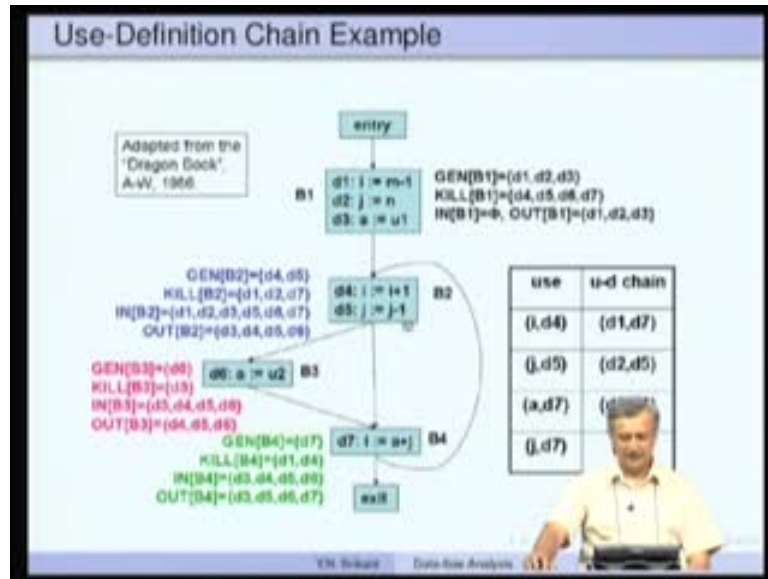 Use-Definition Chain Example
entry
Adapted from the
"Dragon Book",
A-W, 1986.
B1
d1: i := m-1
d2: j := n
d3: a := u1
GEN[B1]={d1,d2,d3}
KILL[B1]={d4,d5,d6,d7}
IN[B1]=Φ, OUT[B1]={d1,d2,d3}
GEN[B2]={d4,d5}
KILL[B2]={d1,d2,d7}
IN[B2]={d1,d2,d3,d5,d6,d7}
OUT[B2]={d3,d4,d5,d6}
d4: i := i+1
d5: j := j-1
B2
use u-d chain
(i,d4) (d1,d7)
(j,d5) (d2,d5)
(a,d7)
(j,d7)
GEN[B3]={d6}
KILL[B3]={d3}
IN[B3]={d3,d4,d5,d6}
OUT[B3]={d4,d5,d6}
d6: a := u2
B3
GEN[B4]={d7}
KILL[B4]={d1,d4}
IN[B4]={d3,d4,d5,d6}
OUT[B4]={d3,d5,d6,d7}
d7: i := a+j
B4
exit
Y.N. Srikant Data-flow Analysis